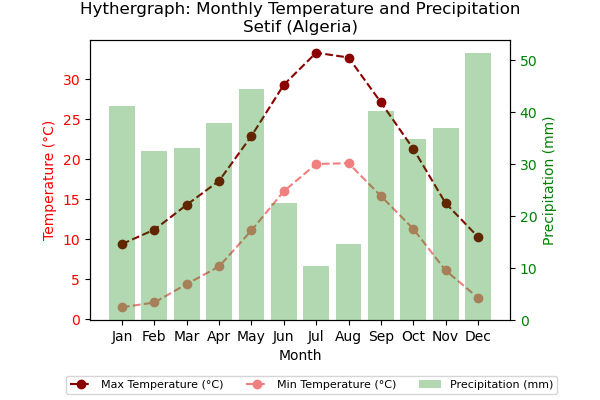 Hythergraph: Monthly Temperature and Precipitation
Setif (Algeria)
Temperature (°C)
30
25
20
15
10
5
0
50
40
30
20
10
0
Precipitation (mm)
Jan Feb Mar Apr May Jun Jul Aug Sep Oct Nov Dec
Month
Max Temperature (°C) Min Temperature (°C) Precipitation (mm)